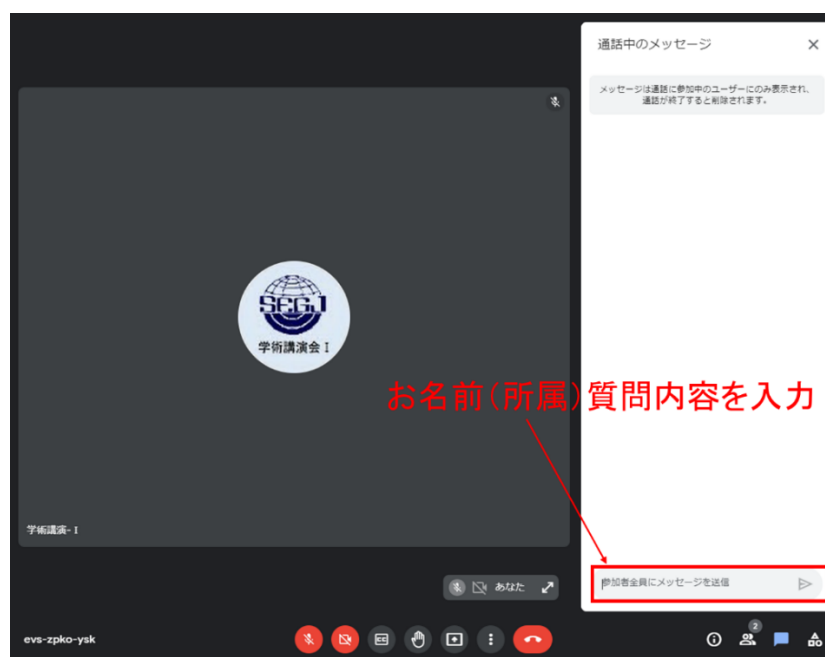 通話中のメッセージ
メッセージは通話に参加中のユーザーにのみ表示され、
通話が終了すると削除されます。
SEGJ
学術講演会 I
お名前(所属)質問内容を入力
学術講演- I
参加者全員にメッセージを送信
あなた
evs-zpko-ysk
CC
2